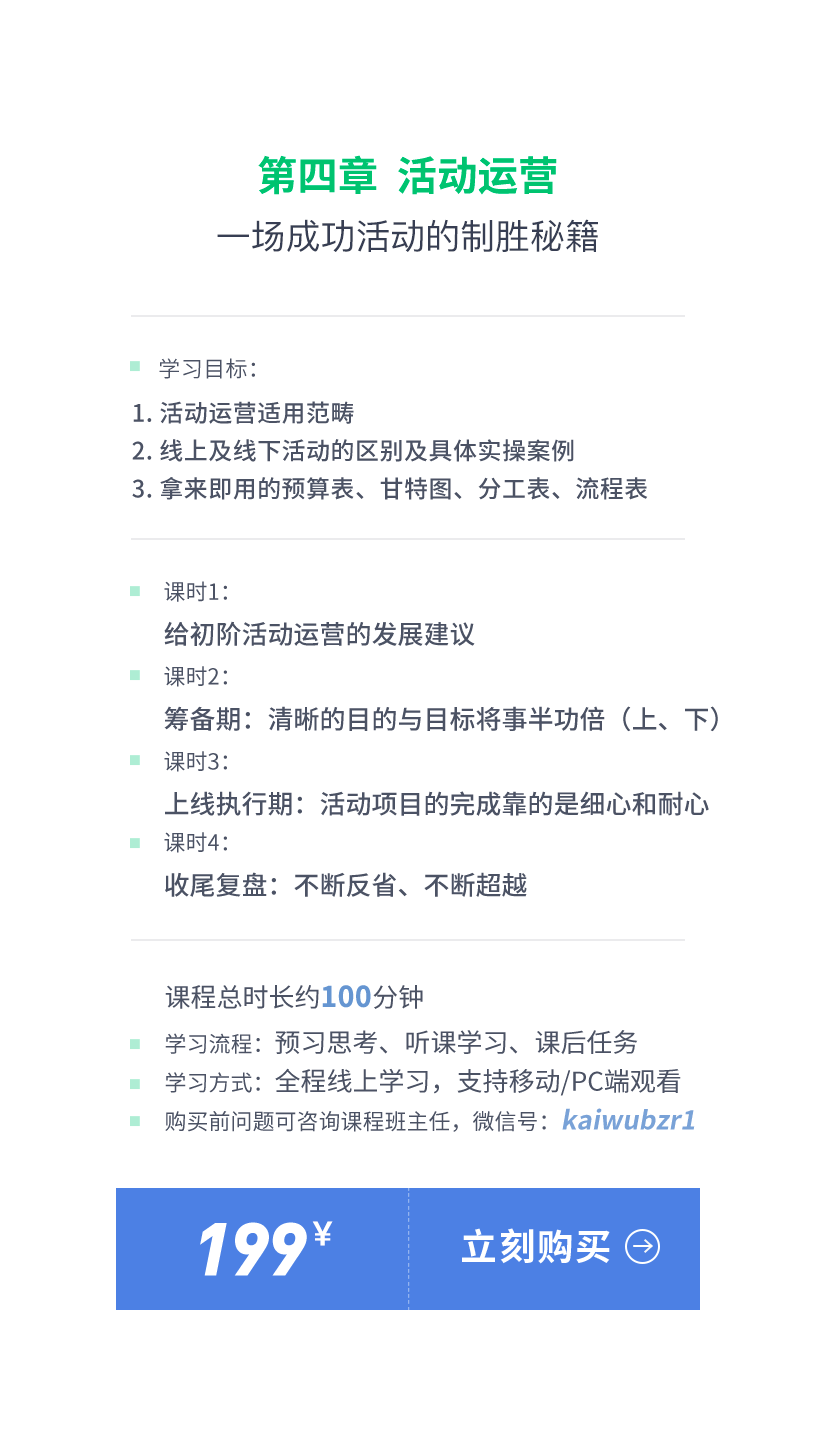 第四章 活动运营
一场成功活动的制胜秘籍
学习目标：
1. 活动运营适用范畴
2. 线上及线下活动的区别及具体实操案例
3. 拿来即用的预算表、甘特图、分工表、流程表
课时1：
给初阶活动运营的发展建议
课时2：
筹备期：清晰的目的与目标将事半功倍（上、下）
课时3：
上线执行期：活动项目的完成靠的是细心和耐心
课时4：
收尾复盘：不断反省、不断超越
课程总时长约100分钟
学习流程：预习思考、听课学习、课后任务
学习方式：全程线上学习，支持移动/PC端观看
购买前问题可咨询课程班主任，微信号：kaiwubzr1
199¥ 立刻购买